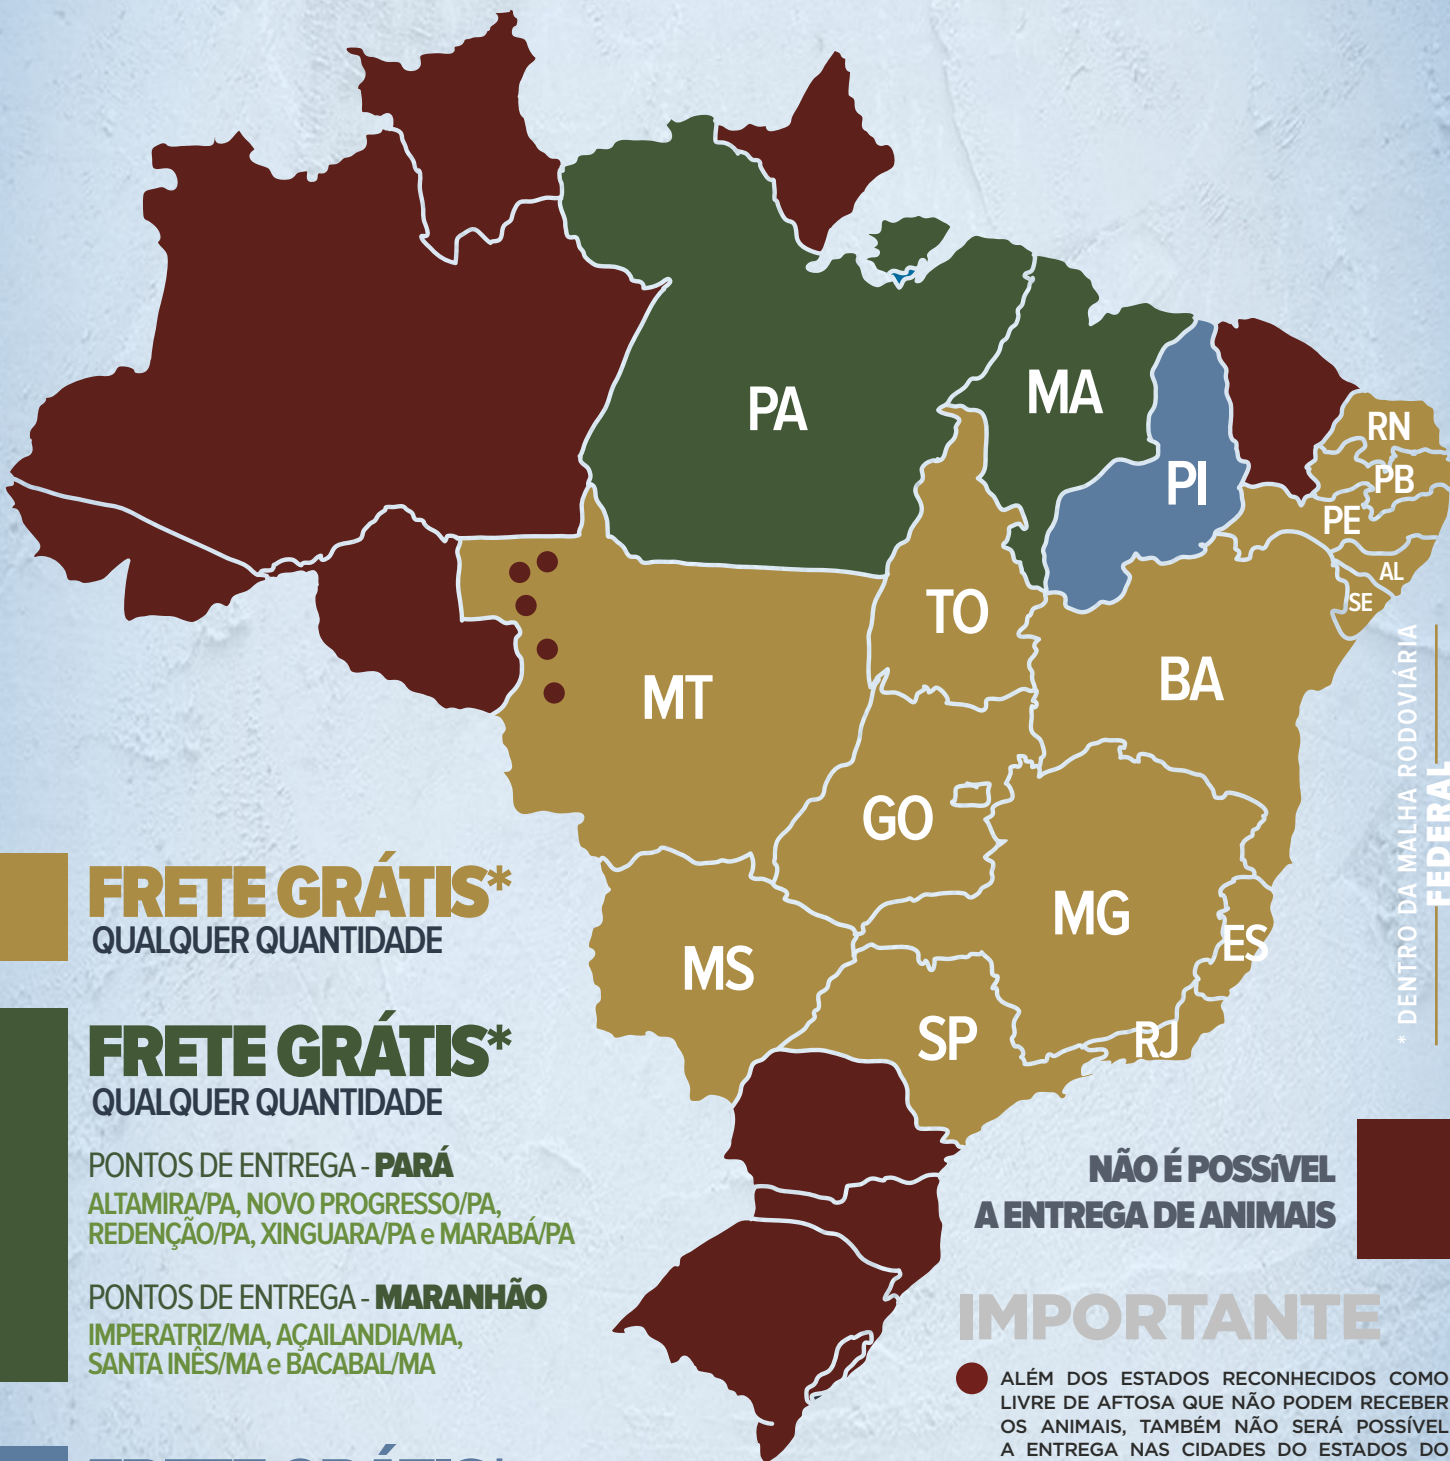 PA
MA
RN
PI
PB
PE
AL
SE
TO
BA
MT
GO
MG
ES
MS
SP
RJ
* DENTRO DA MALHA RODOVIÁRIA
FEDERAL
FRETE GRÁTIS*
QUALQUER QUANTIDADE
FRETE GRÁTIS*
QUALQUER QUANTIDADE
PONTOS DE ENTREGA - PARÁ
ALTAMIRA/PA, NOVO PROGRESSO/PA,
REDENÇÃO/PA, XINGUARA/PA e MARABÁ/PA
PONTOS DE ENTREGA - MARANHÃO
IMPERATRIZ/MA, AÇAILANDIA/MA,
SANTA INÊS/MA e BACABAL/MA
FRETE GRÁTIS*
NÃO É POSSíVEL
A ENTREGA DE ANIMAIS
IMPORTANTE
ALÉM DOS ESTADOS RECONHECIDOS COMO
LIVRE DE AFTOSA QUE NÃO PODEM RECEBER
OS ANIMAIS, TAMBÉM NÃO SERÁ POSSÍVEL
A ENTREGA NAS CIDADES DO ESTADOS DO